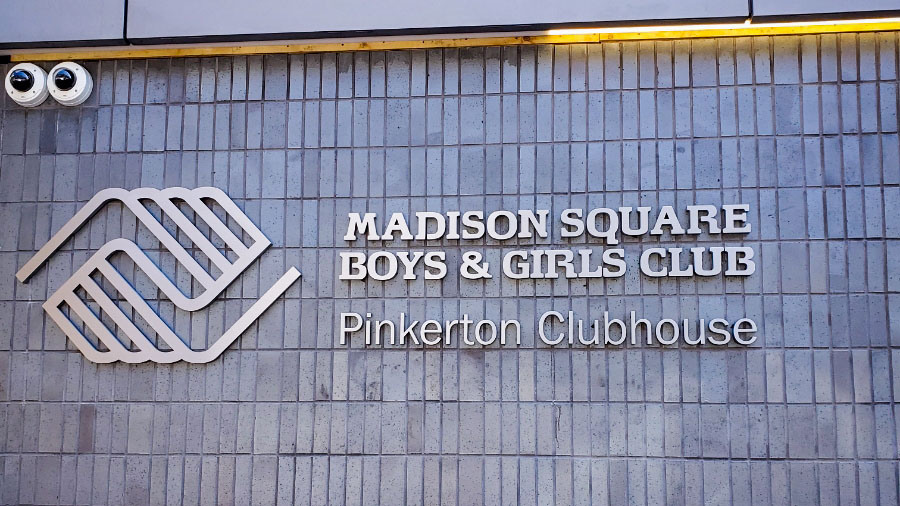 MADISON SQUARE
BOYS & GIRLS CLUB
Pinkerton Clubhouse